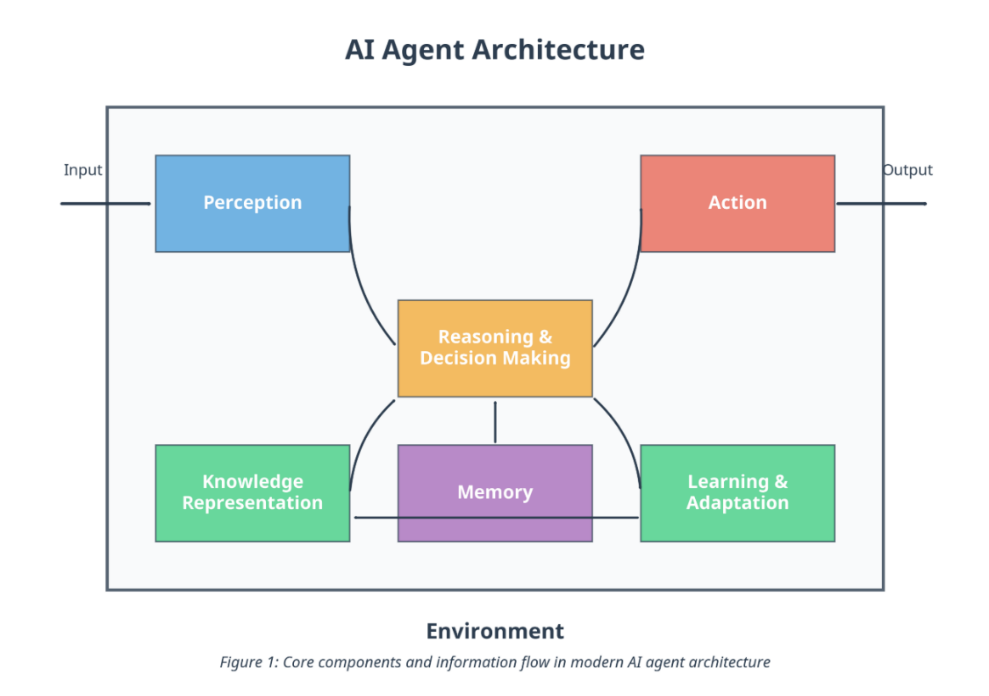 AI Agent Architecture
Input
Output
Perception
Action
Reasoning &
Decision Making
Knowledge
Representation
Memory
Learning &
Adaptation
Environment
Figure 1: Core components and information flow in modern AI agent architecture